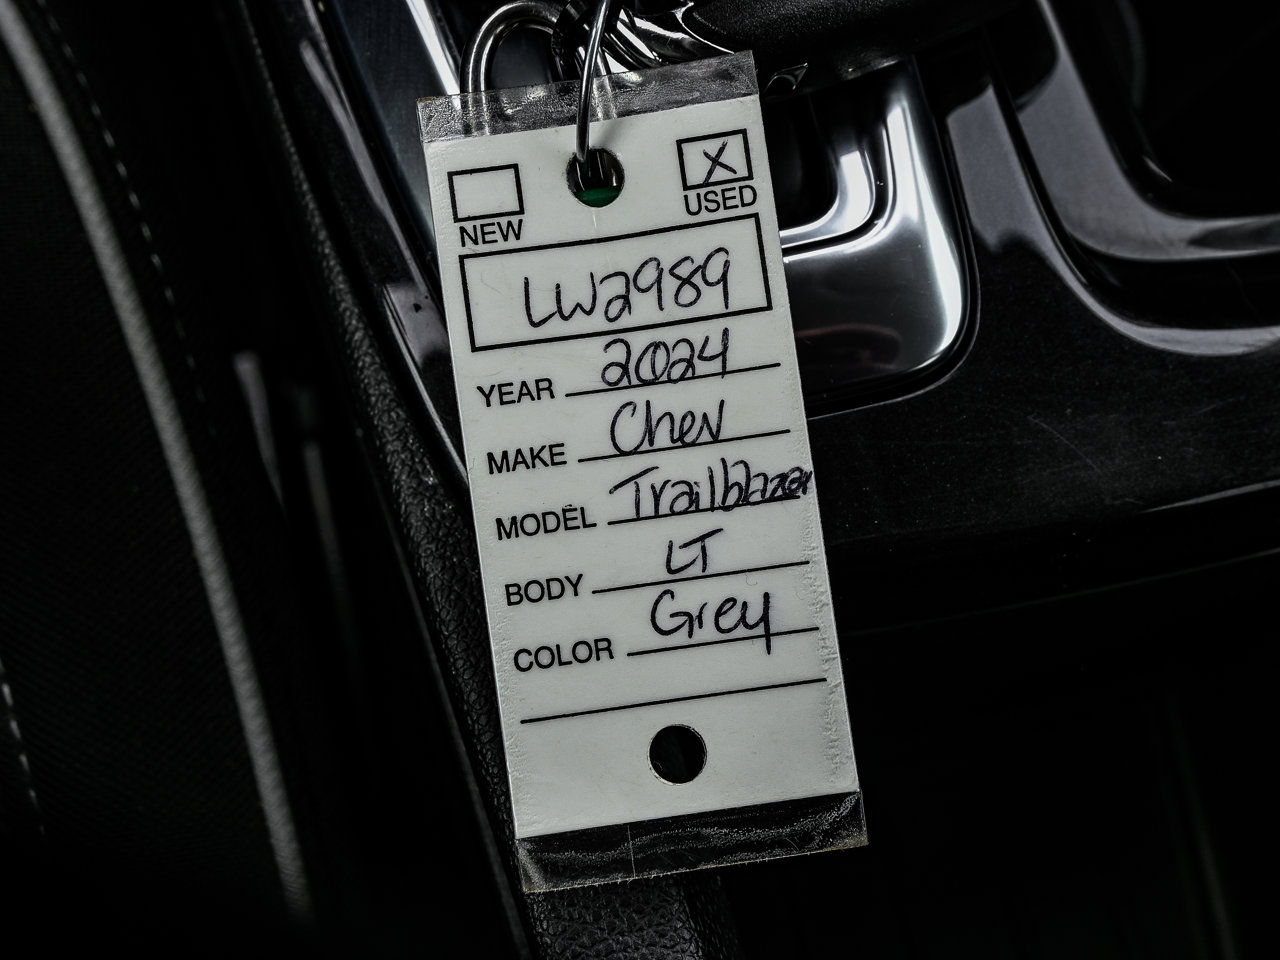 NEW X USED
LW2989
YEAR 2024
MAKE Chev
MODEL Trailblazer
BODY LT
COLOR Grey